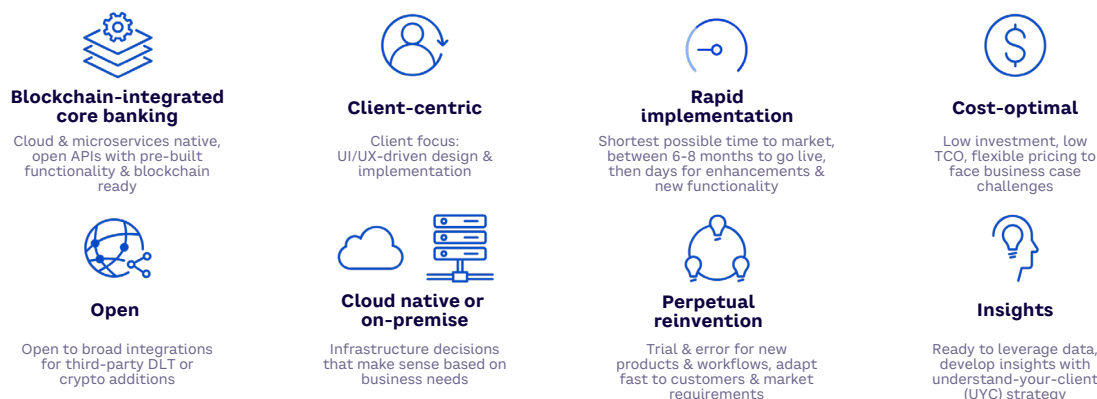 Blockchain-integrated
core banking
Cloud & microservices native,
open APIs with pre-built
functionality & blockchain
ready
Client-centric
Client focus:
UI/UX-driven design &
implementation
Rapid
implementation
Shortest possible time to market,
between 6-8 months to go live,
then days for enhancements &
new functionality
Cost-optimal
Low investment, low
TCO, flexible pricing to
face business case
challenges
Open
Open to broad integrations
for third-party DLT or
crypto additions
Cloud native or
on-premise
Infrastructure decisions
that make sense based on
business needs
Perpetual
reinvention
Trial & error for new
products & workflows, adapt
fast to customers & market
requirements
Insights
Ready to leverage data,
develop insights with
understand-your-client
(UYC) strategy